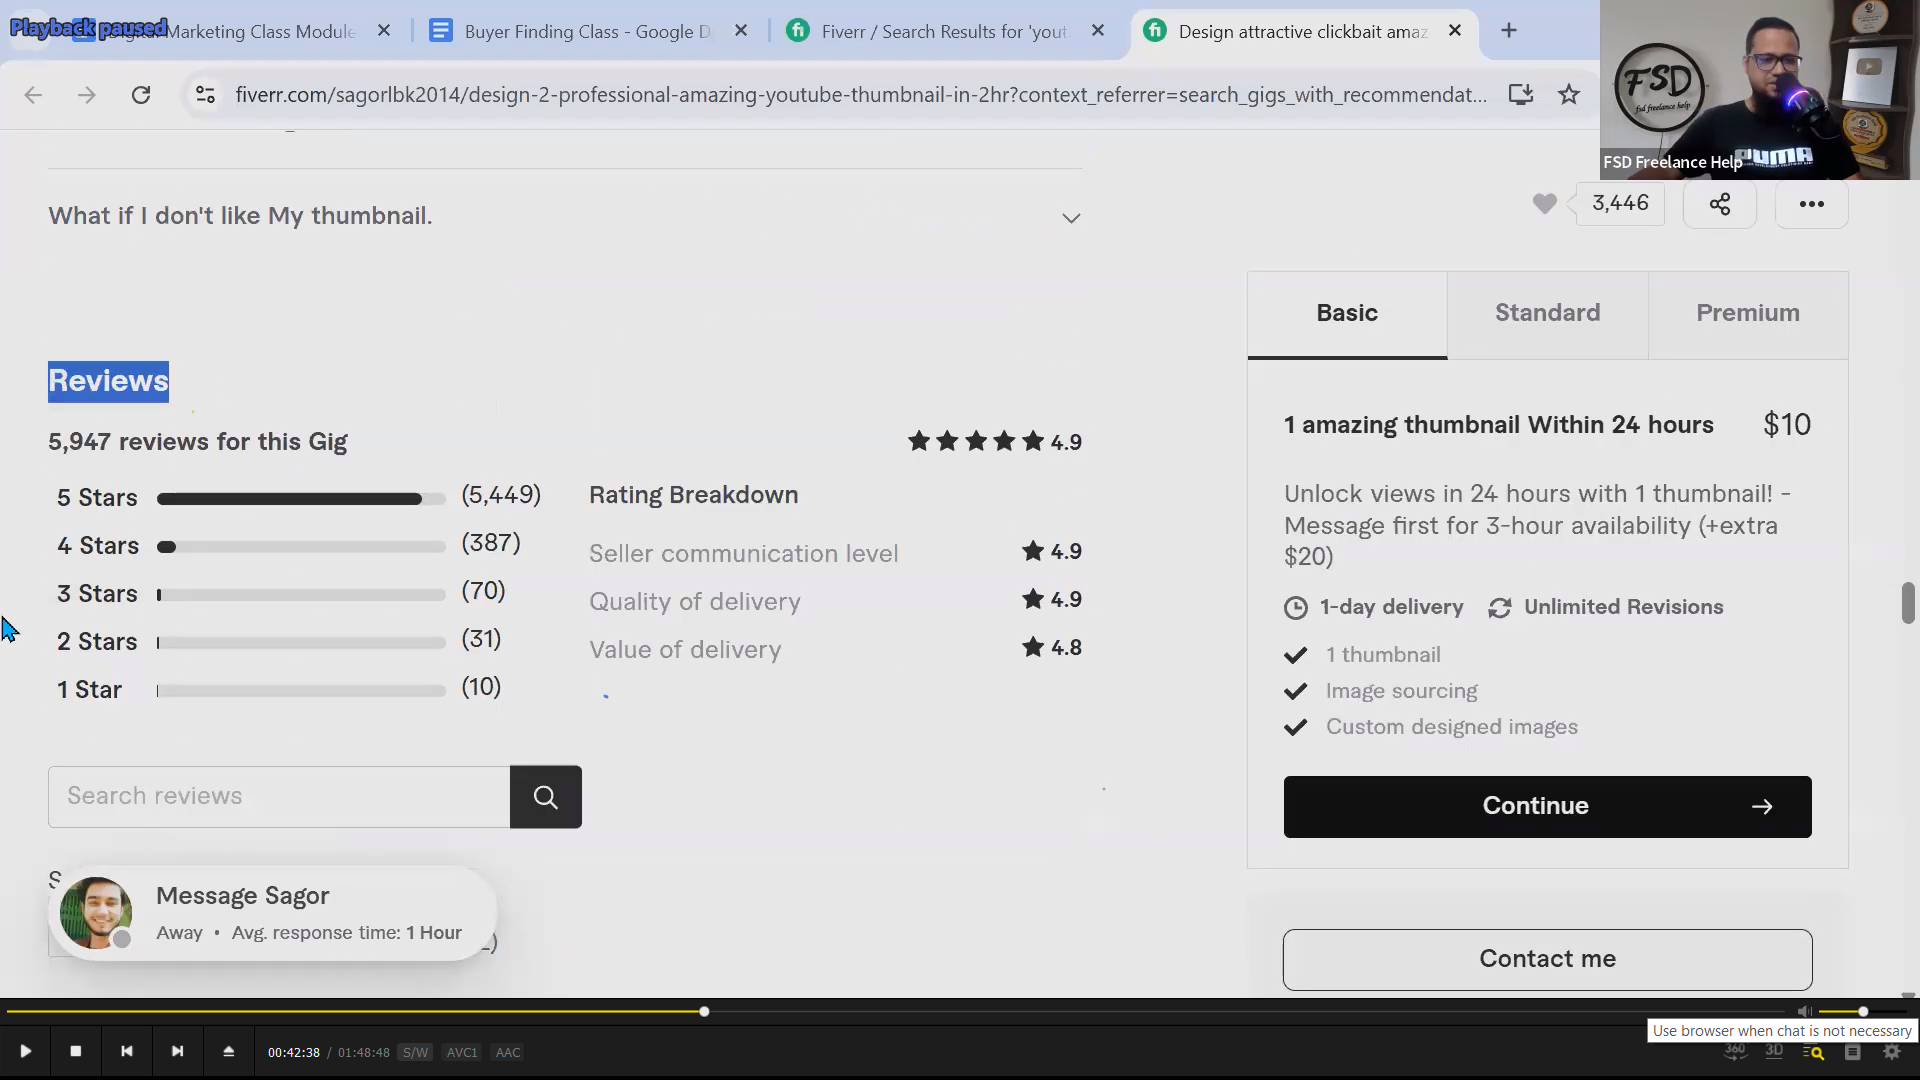 Playback paused
Digital Marketing Class Module
Buyer Finding Class - Google D
Fiverr / Search Results for 'yout
Design attractive clickbait amaz
fiverr.com/sagorlbk2014/design-2-professional-amazing-youtube-thumbnail-in-2hr?context_referrer=search_gigs_with_recommendat...
FSD
fsd freelance help
PUMA
FSD Freelance Help
What if I don't like My thumbnail.
3,446
Basic
Standard
Premium
Reviews
1 amazing thumbnail Within 24 hours
$10
5,947 reviews for this Gig
4.9
5 Stars
(5,449)
Rating Breakdown
Unlock views in 24 hours with 1 thumbnail! -
Message first for 3-hour availability (+extra
$20)
4 Stars
(387)
Seller communication level
4.9
3 Stars
(70)
Quality of delivery
4.9
1-day delivery
Unlimited Revisions
2 Stars
(31)
Value of delivery
4.8
1 thumbnail
1 Star
(10)
Image sourcing
Custom designed images
Search reviews
Continue
S
Message Sagor
Away • Avg. response time: 1 Hour
Contact me
Use browser when chat is not necessary
00:42:38 / 01:48:48
S/W
AVC1
AAC
360
3D